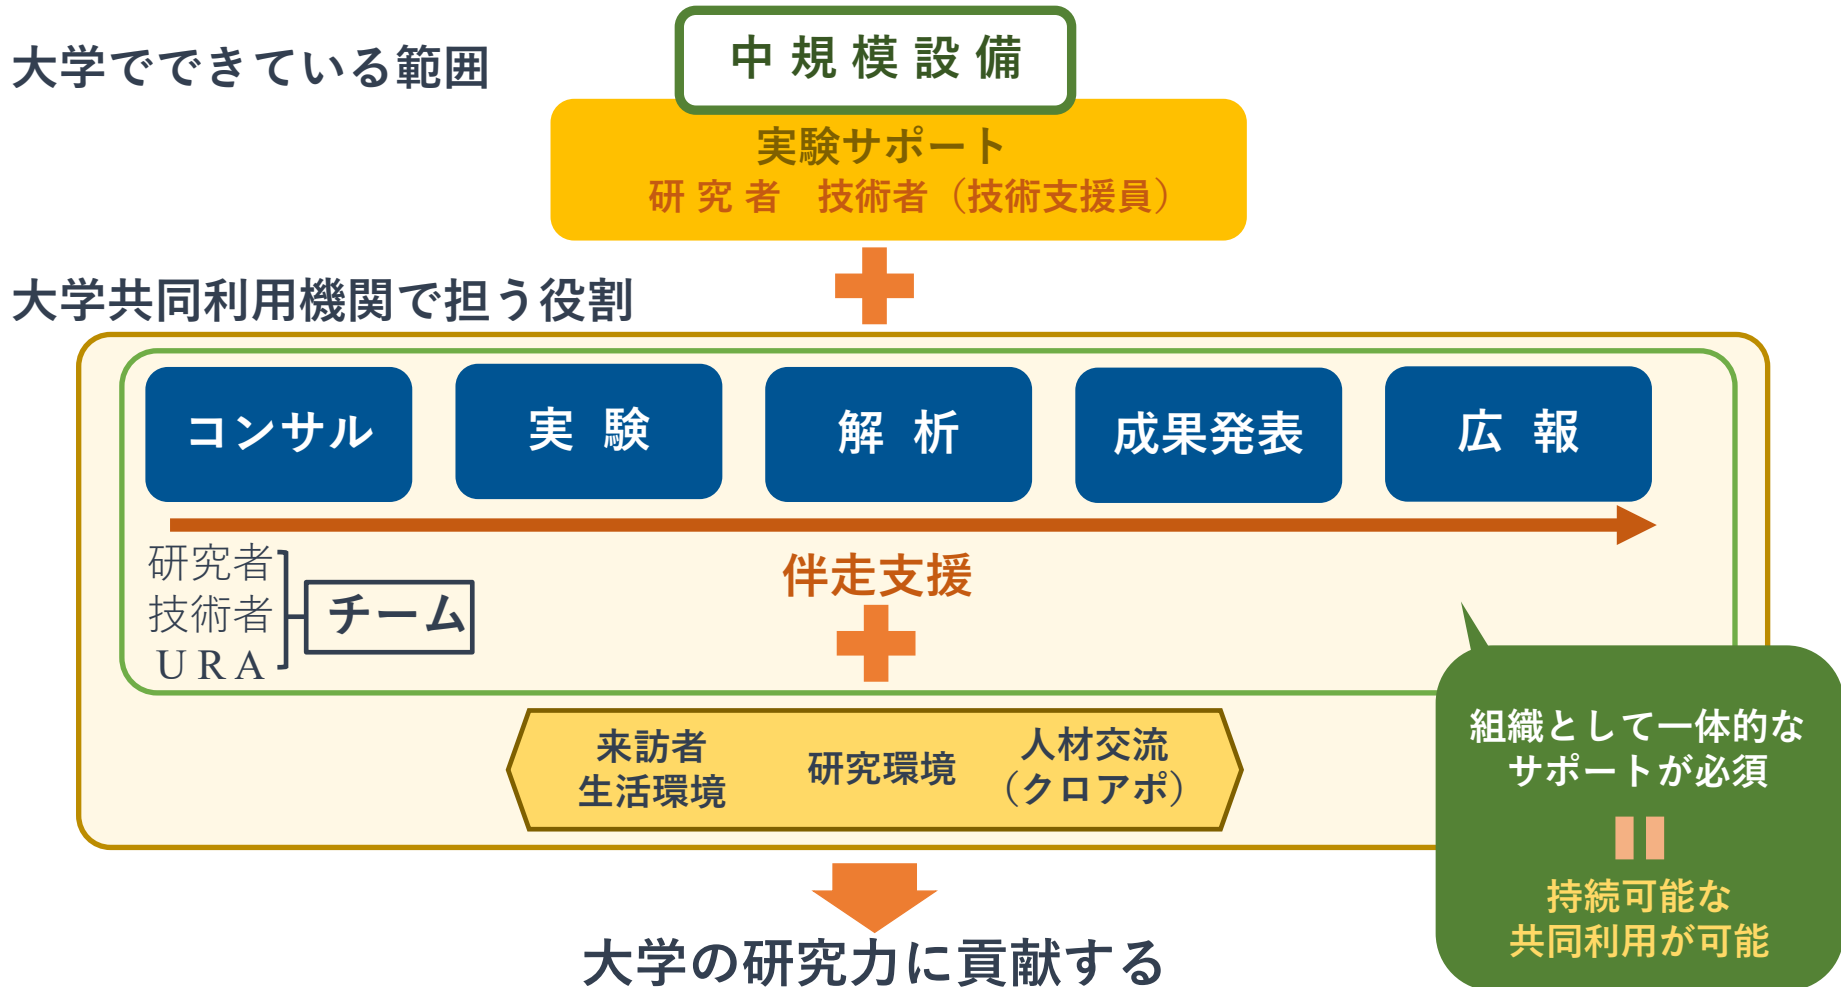 大学でできている範囲
中規模設備
実験サポート
研究者　技術者（技術支援員）
大学共同利用機関で担う役割
コンサル
実験
解析
成果発表
広報
伴走支援
研究者
技術者
URA
チーム
来訪者
生活環境
研究環境
人材交流
（クロアポ）
組織として一体的な
サポートが必須
持続可能な
共同利用が可能
大学の研究力に貢献する